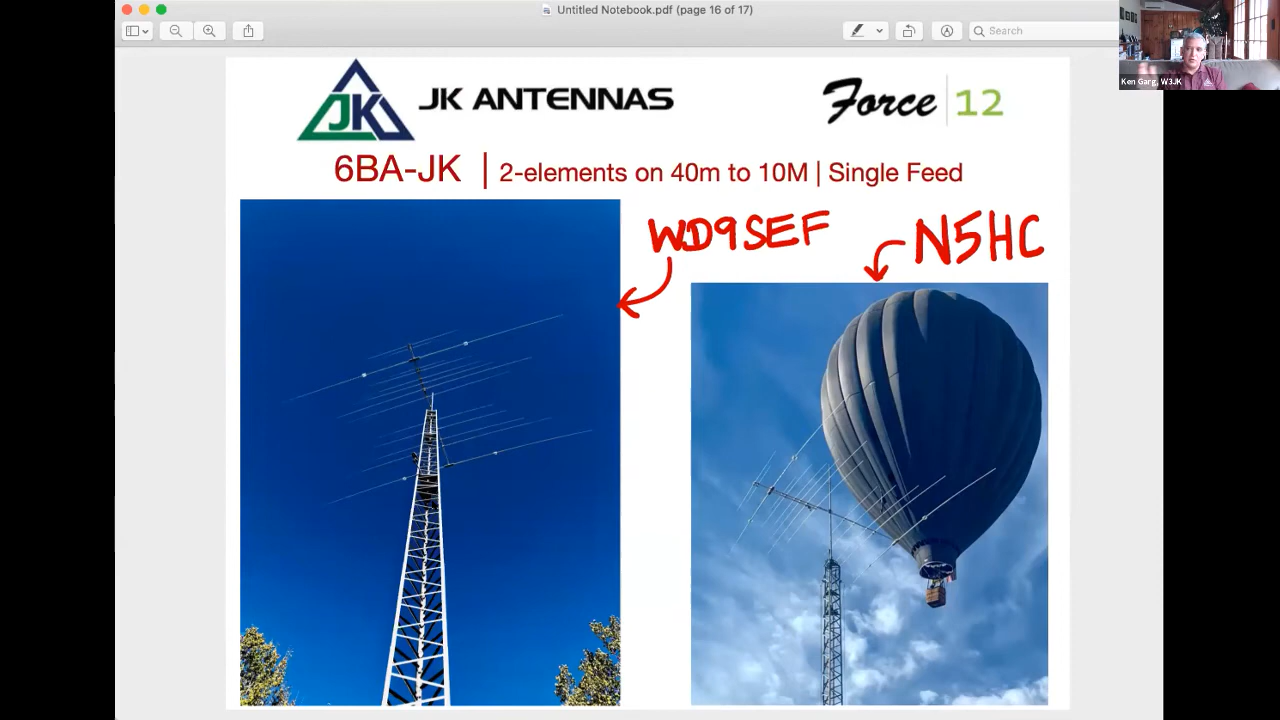 Untitled Notebook.pdf (page 16 of 17)
Search
Ken Garg, W3JK
JK JK ANTENNAS
Force 12
6BA-JK | 2-elements on 40m to 10M | Single Feed
WD9SEF
N5HC